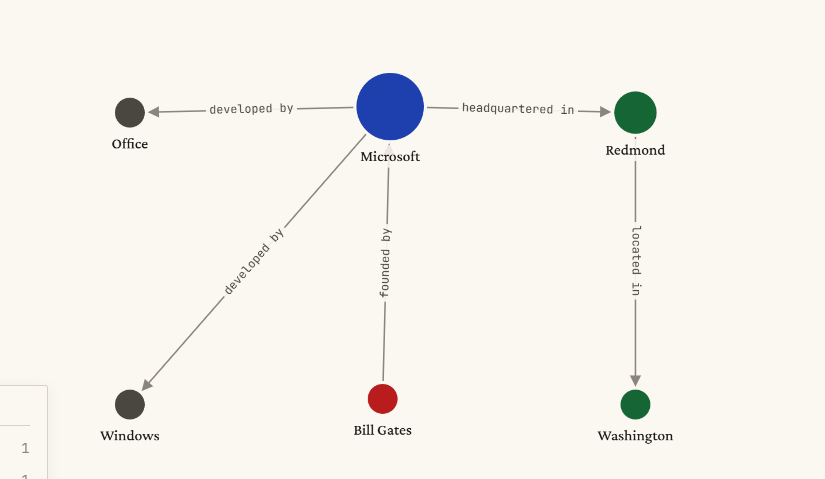 developed by
headquartered in
Office
Redmond
Microsoft
developed by
founded by
located in
Windows
Bill Gates
Washington
1